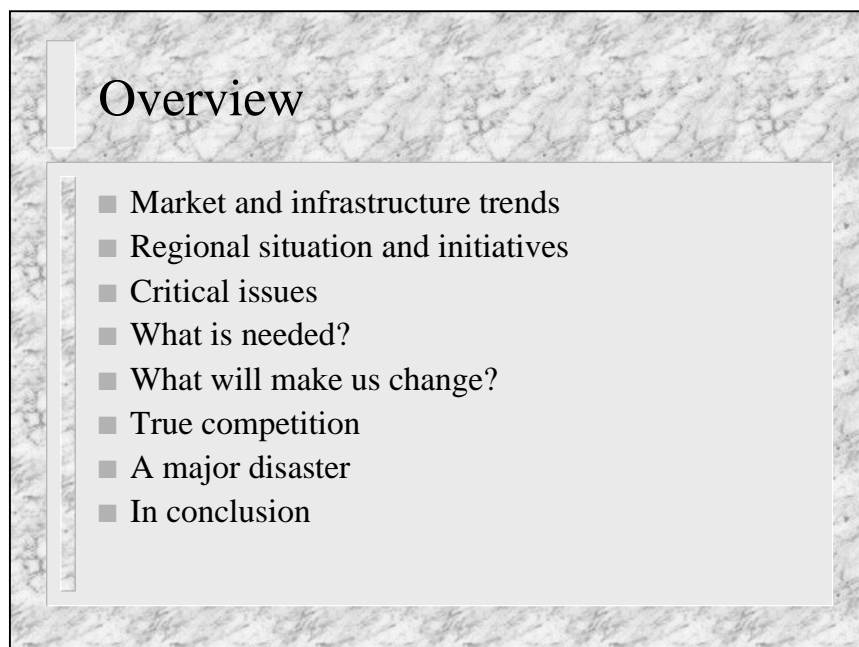 Overview
■ Market and infrastructure trends
■ Regional situation and initiatives
■ Critical issues
■ What is needed?
■ What will make us change?
■ True competition
■ A major disaster
■ In conclusion